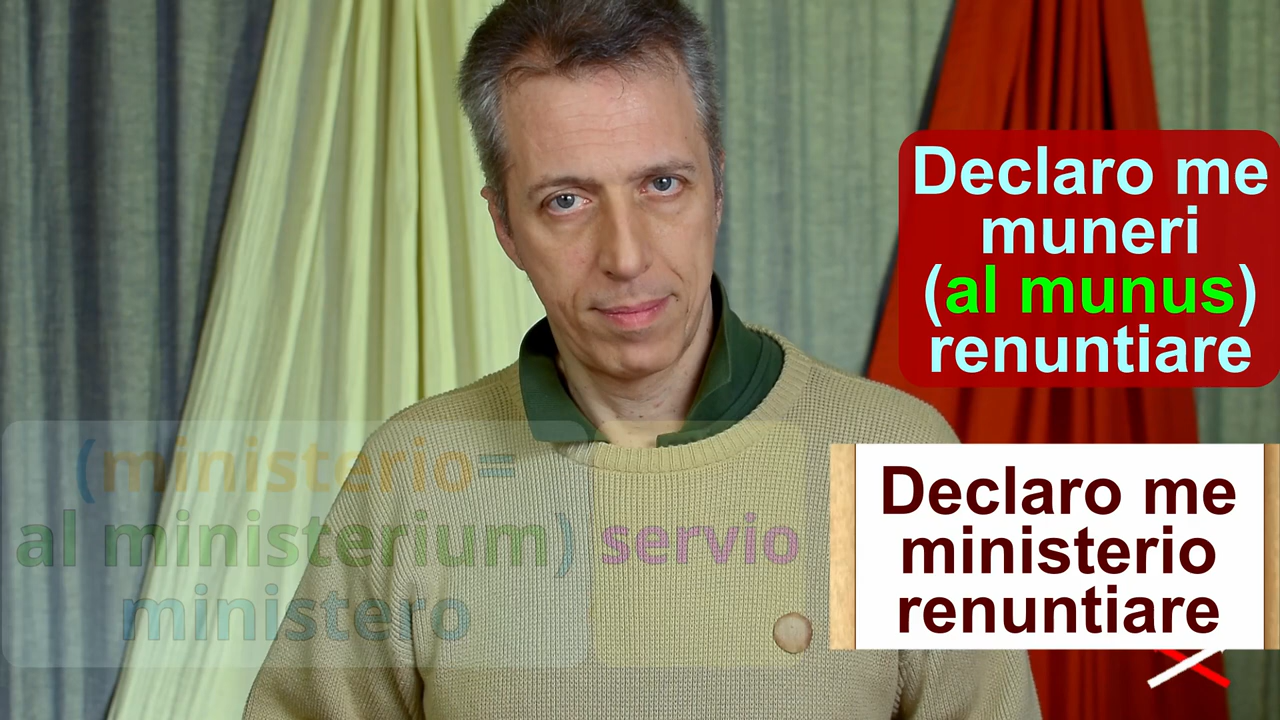 Declaro me
muneri
(al munus)
renuntiare
(ministerio=
al ministerium)
ministero
servio
Declaro me
ministerio
renuntiare